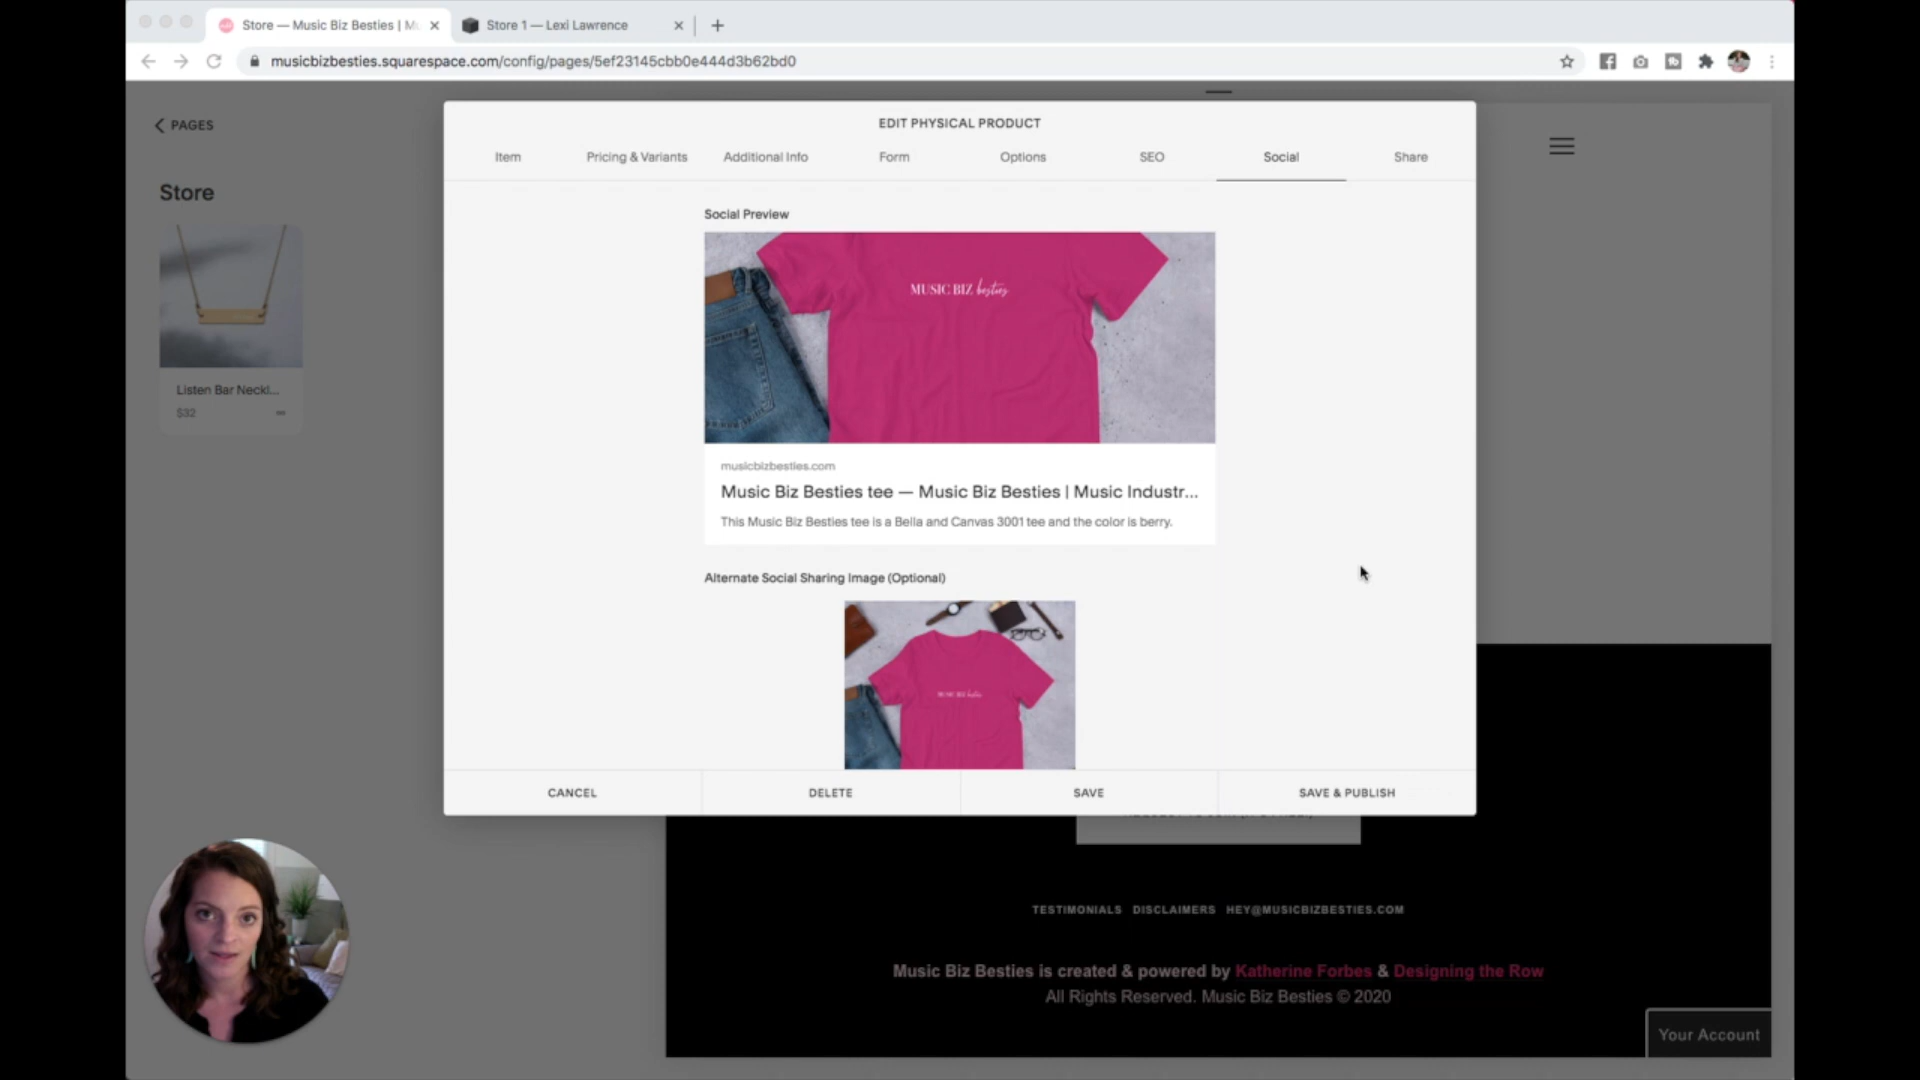 Store — Music Biz Besties | Mu
Store 1 — Lexi Lawrence
musicbizbesties.squarespace.com/config/pages/5ef23145cbb0e444d3b62bd0
PAGES
Store
Listen Bar Neckl...
$32
EDIT PHYSICAL PRODUCT
Item
Pricing & Variants
Additional Info
Form
Options
SEO
Social
Share
Social Preview
MUSIC BIZ besties
musicbizbesties.com
Music Biz Besties tee — Music Biz Besties | Music Industr...
This Music Biz Besties tee is a Bella and Canvas 3001 tee and the color is berry.
Alternate Social Sharing Image (Optional)
MUSIC BIZ besties
CANCEL
DELETE
SAVE
SAVE & PUBLISH
TESTIMONIALS DISCLAIMERS HEY@MUSICBIZBESTIES.COM
Music Biz Besties is created & powered by Katherine Forbes & Designing the Row
All Rights Reserved. Music Biz Besties © 2020
Your Account